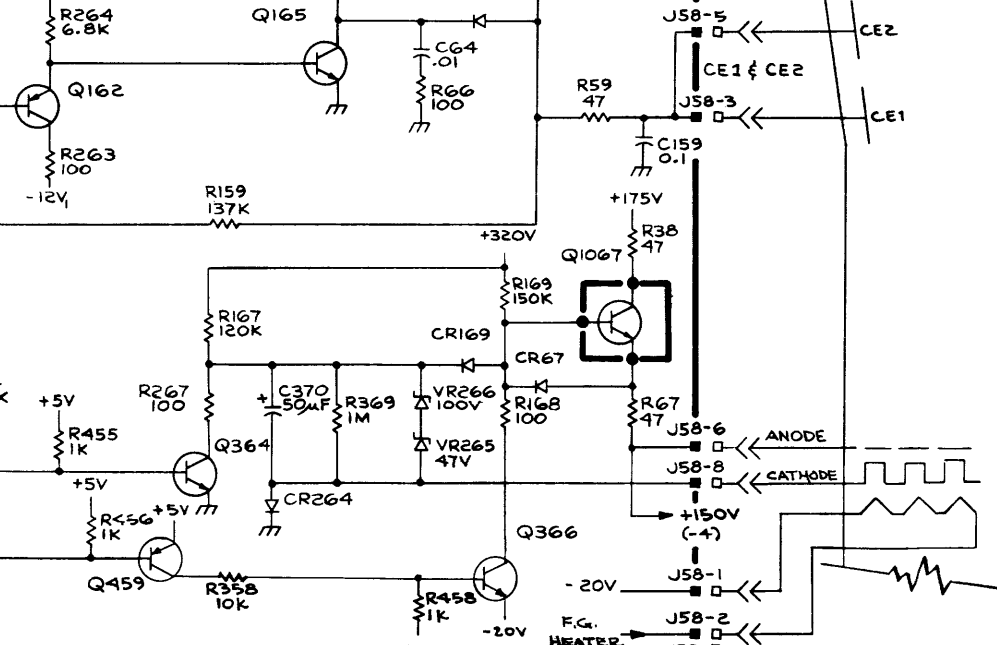 R264
6.8K
Q165
J58-5
CE2
C64
.01
CE1 & CE2
Q162
R66
100
R59
47
J58-3
CE1
R263
100
C159
0.1
-12V
R159
137K
+175V
+320V
R38
47
Q1067
R169
150K
R167
120K
CR169
CR67
R267
100
+
C370
50µF
R369
1M
VR266
100V
R168
100
R67
47
+5V
R455
1K
Q364
VR265
47V
J58-6
ANODE
J58-8
CATHODE
+5V
CR264
R456
1K
+5V
+150V
(-4)
Q366
Q459
R358
10K
R458
1K
-20V
-20V
J58-1
F.G.
HEATER
J58-2